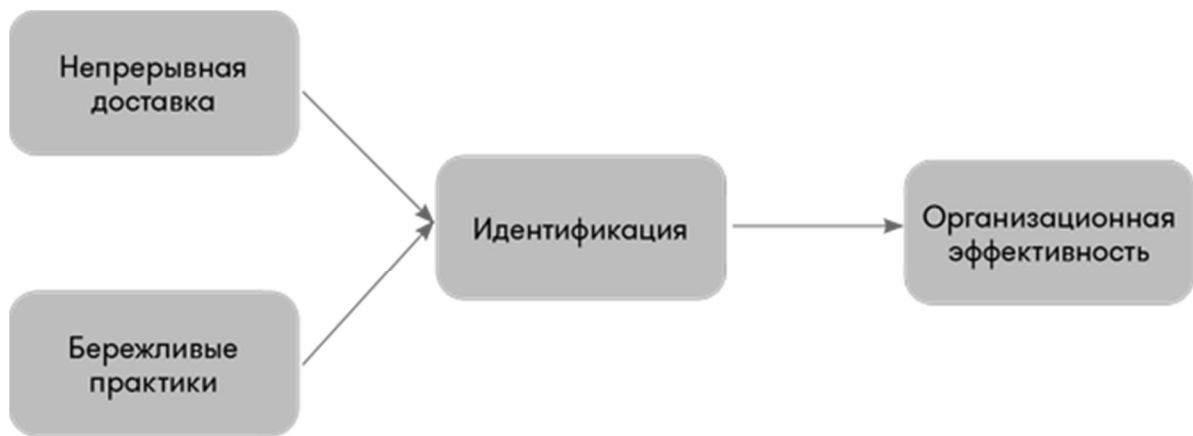 Непрерывная
доставка
Идентификация
Организационная
эффективность
Бережливые
практики